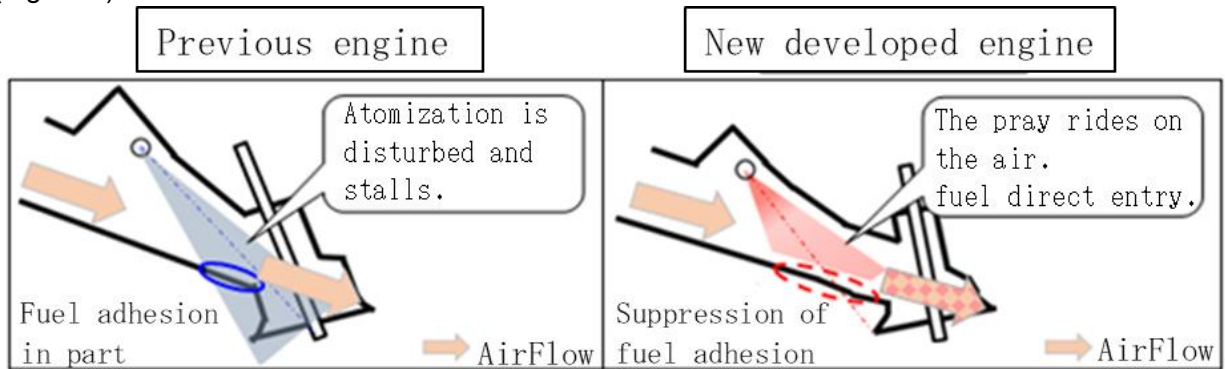 Previous engine
New developed engine
Atomization is
disturbed and
stalls.
Fuel adhesion
in part
AirFlow
The pray rides on
the air.
fuel direct entry.
Suppression of
fuel adhesion
AirFlow